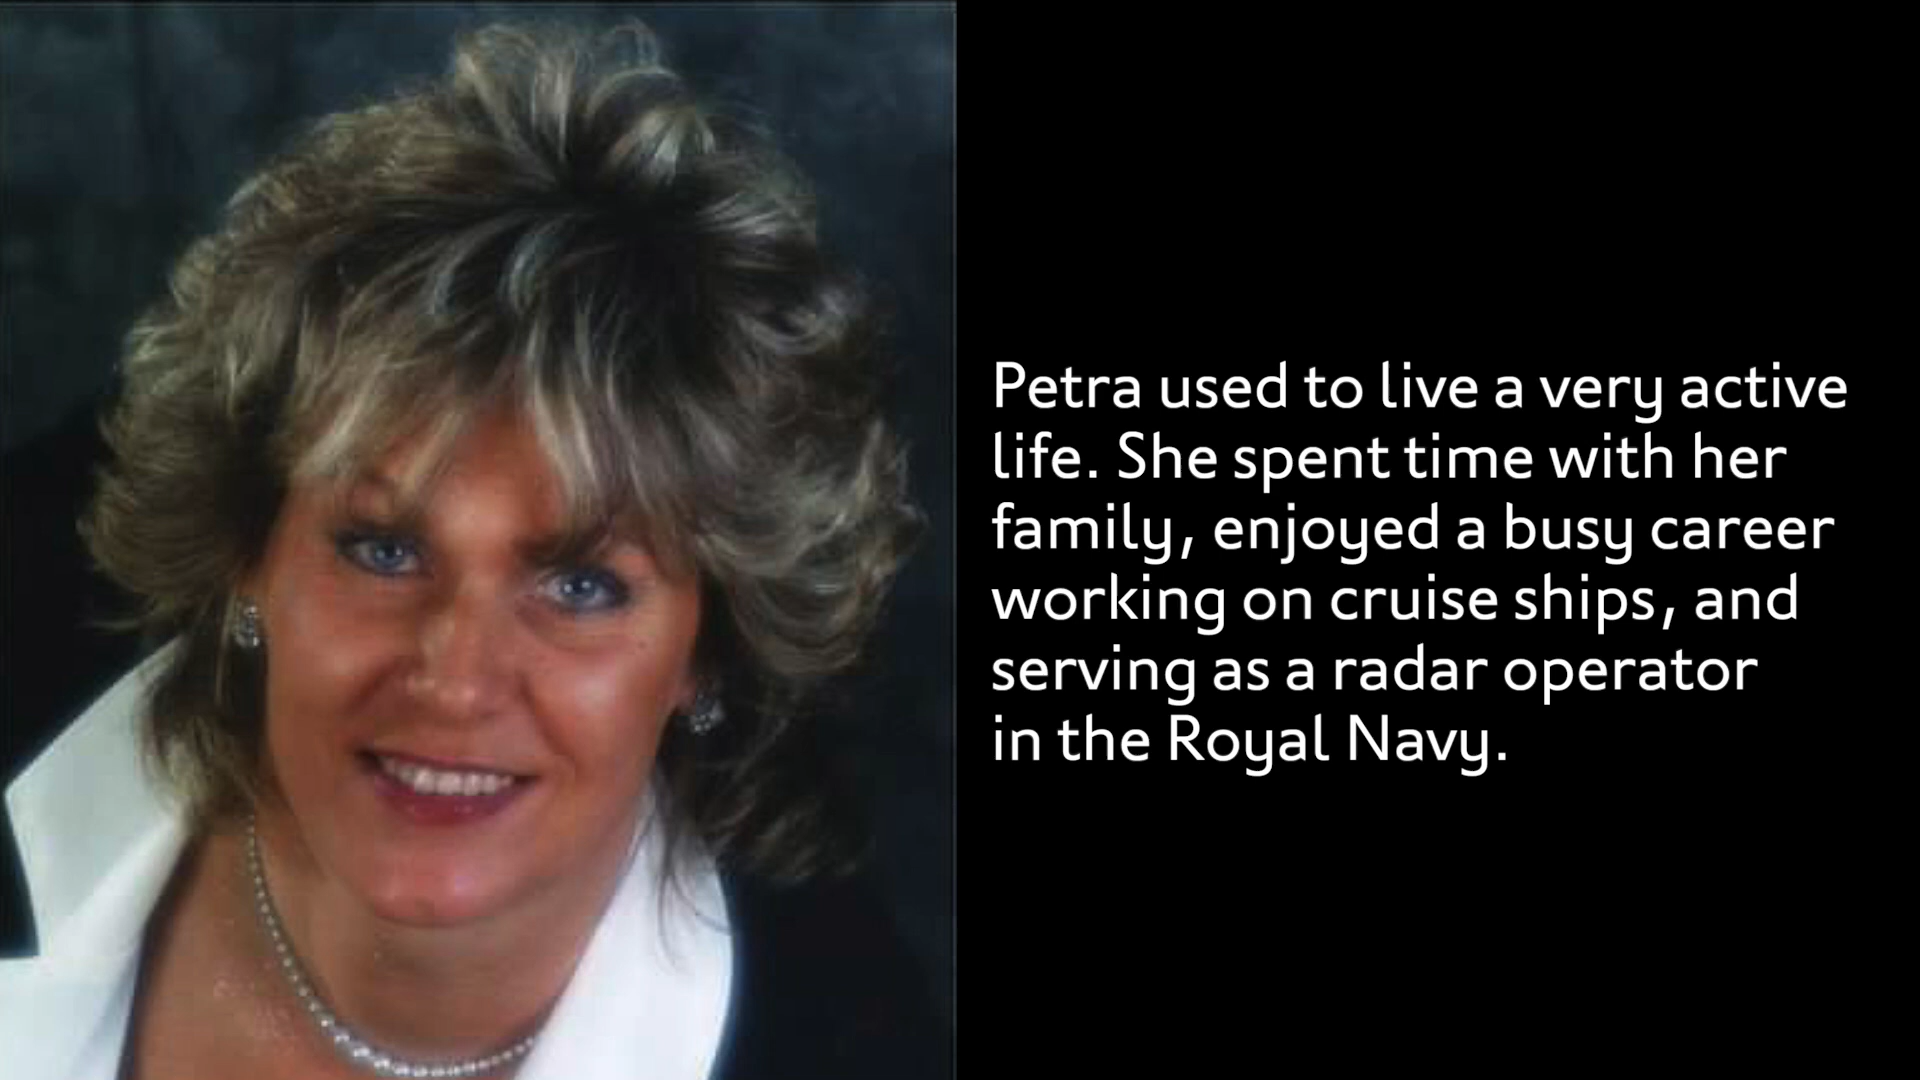 Petra used to live a very active
life. She spent time with her
family, enjoyed a busy career
working on cruise ships, and
serving as a radar operator
in the Royal Navy.